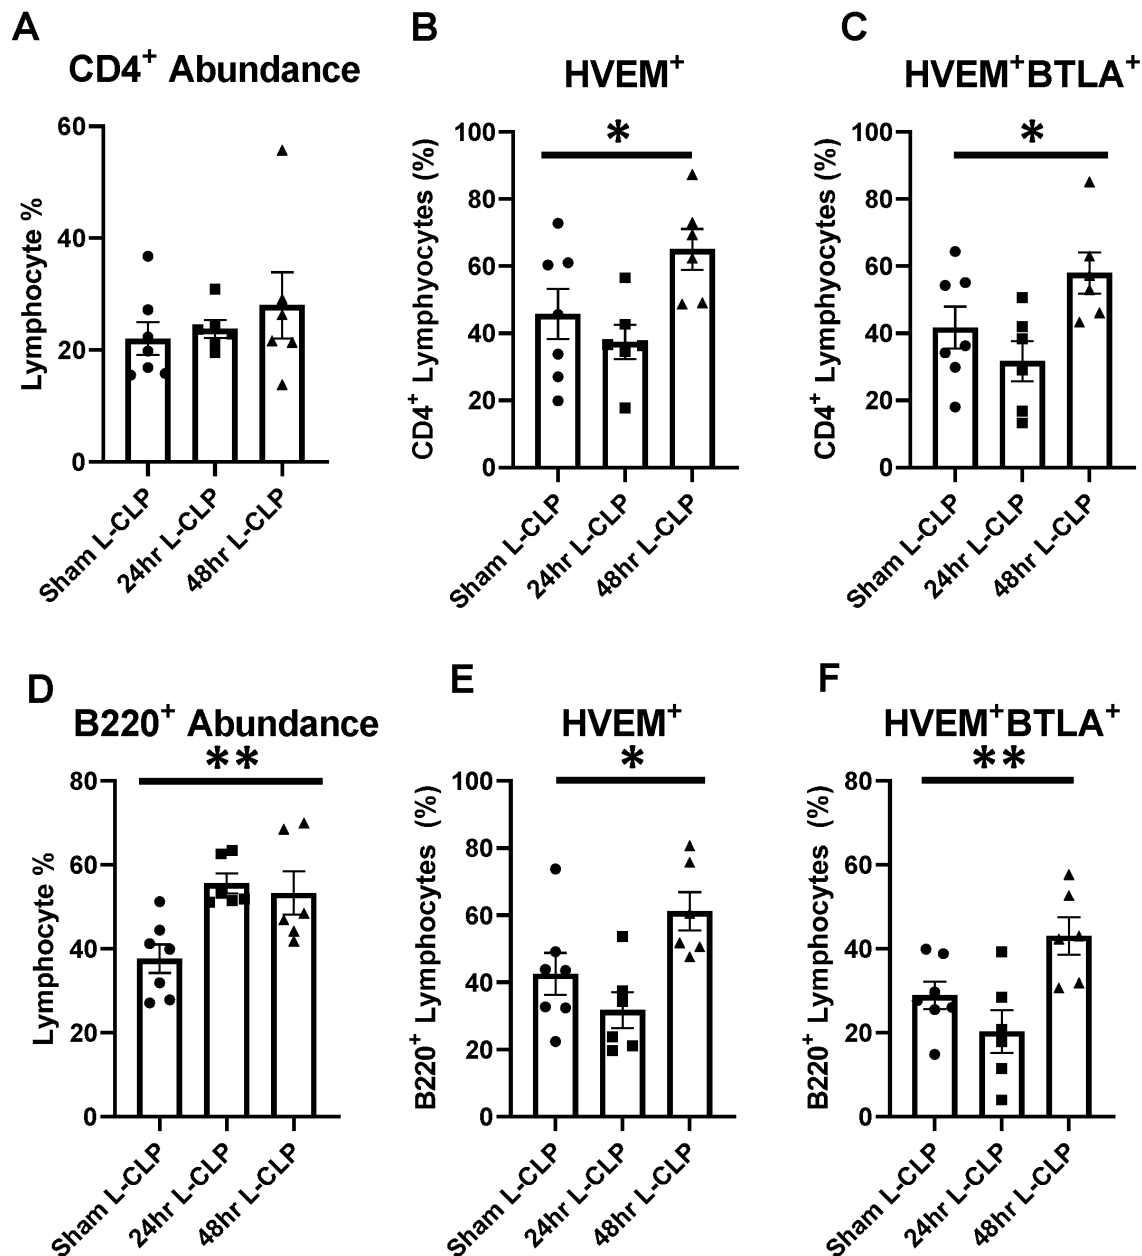 A
CD4+ Abundance
Lymphocyte %
60
40
20
0
Sham L-CLP
24hr L-CLP
48hr L-CLP
B
HVEM+
*
CD4+ Lymphyocytes (%)
100
80
60
40
20
0
Sham L-CLP
24hr L-CLP
48hr L-CLP
C
HVEM+BTLA+
*
CD4+ Lymphyocytes (%)
100
80
60
40
20
0
Sham L-CLP
24hr L-CLP
48hr L-CLP
D
B220+ Abundance
**
Lymphocyte %
80
60
40
20
0
Sham L-CLP
24hr L-CLP
48hr L-CLP
E
HVEM+
*
B220+ Lymphocytes (%)
100
80
60
40
20
0
Sham L-CLP
24hr L-CLP
48hr L-CLP
F
HVEM+BTLA+
**
B220+ Lymphocytes (%)
80
60
40
20
0
Sham L-CLP
24hr L-CLP
48hr L-CLP